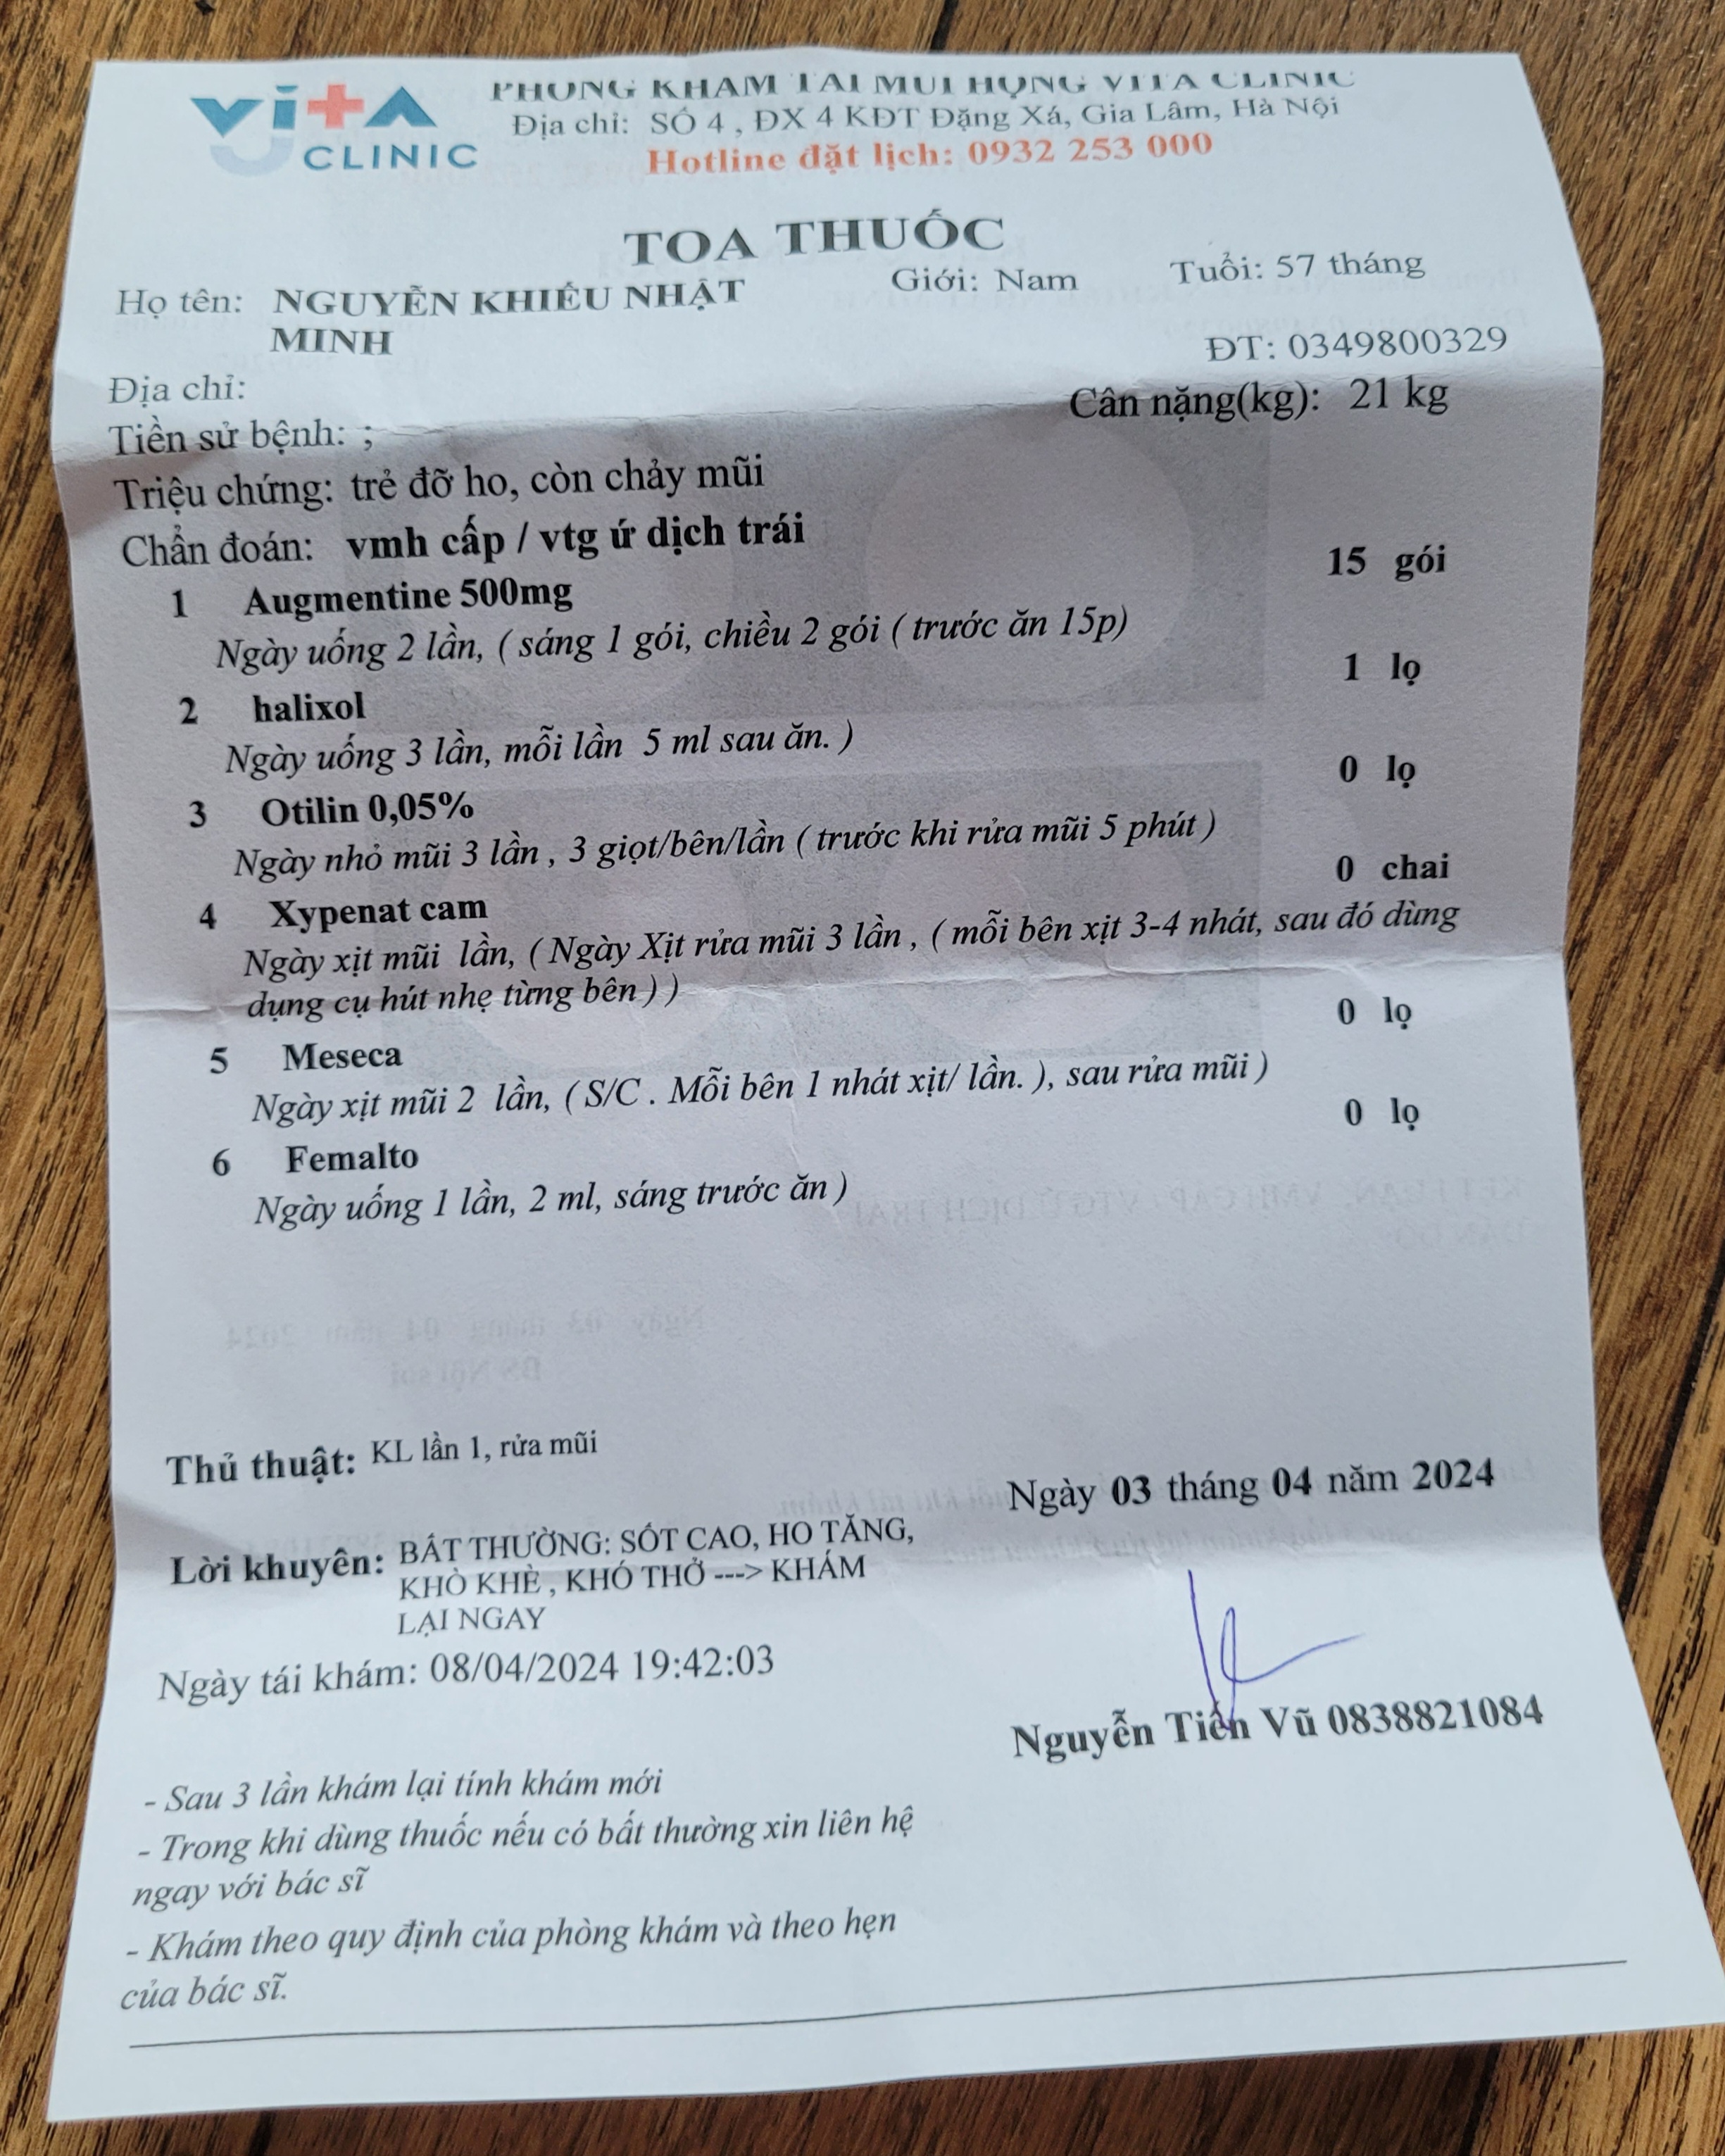 ViTA CLINIC
PHÒNG KHÁM TAI MŨI HỌNG VITA CLINIC
Địa chỉ: SỐ 4 , ĐX 4 KĐT Đặng Xá, Gia Lâm, Hà Nội
Hotline đặt lịch: 0932 253 000
TOA THUỐC
Họ tên: NGUYỄN KHIẾU NHẬT MINH Giới: Nam Tuổi: 57 tháng
ĐT: 0349800329
Địa chỉ:
Cân nặng(kg): 21 kg
Tiền sử bệnh: ;
Triệu chứng: trẻ đỡ ho, còn chảy mũi
Chẩn đoán: vmh cấp / vtg ứ dịch trái
1 Augmentine 500mg 15 gói
Ngày uống 2 lần, ( sáng 1 gói, chiều 2 gói ( trước ăn 15p)
2 halixol 1 lọ
Ngày uống 3 lần, mỗi lần 5 ml sau ăn. )
3 Otilin 0,05% 0 lọ
Ngày nhỏ mũi 3 lần , 3 giọt/bên/lần ( trước khi rửa mũi 5 phút )
4 Xypenat cam 0 chai
Ngày xịt mũi lần, ( Ngày Xịt rửa mũi 3 lần , ( mỗi bên xịt 3-4 nhát, sau đó dùng
dụng cụ hút nhẹ từng bên ) )
5 Meseca 0 lọ
Ngày xịt mũi 2 lần, ( S/C . Mỗi bên 1 nhát xịt/ lần. ), sau rửa mũi )
6 Femalto 0 lọ
Ngày uống 1 lần, 2 ml, sáng trước ăn )
Thủ thuật: KL lần 1, rửa mũi
Ngày 03 tháng 04 năm 2024
Lời khuyên: BẤT THƯỜNG: SỐT CAO, HO TĂNG,
KHÒ KHÈ , KHÓ THỞ ---> KHÁM
LẠI NGAY
Ngày tái khám: 08/04/2024 19:42:03
Nguyễn Tiến Vũ 0838821084
- Sau 3 lần khám lại tính khám mới
- Trong khi dùng thuốc nếu có bất thường xin liên hệ
ngay với bác sĩ
- Khám theo quy định của phòng khám và theo hẹn
của bác sĩ.